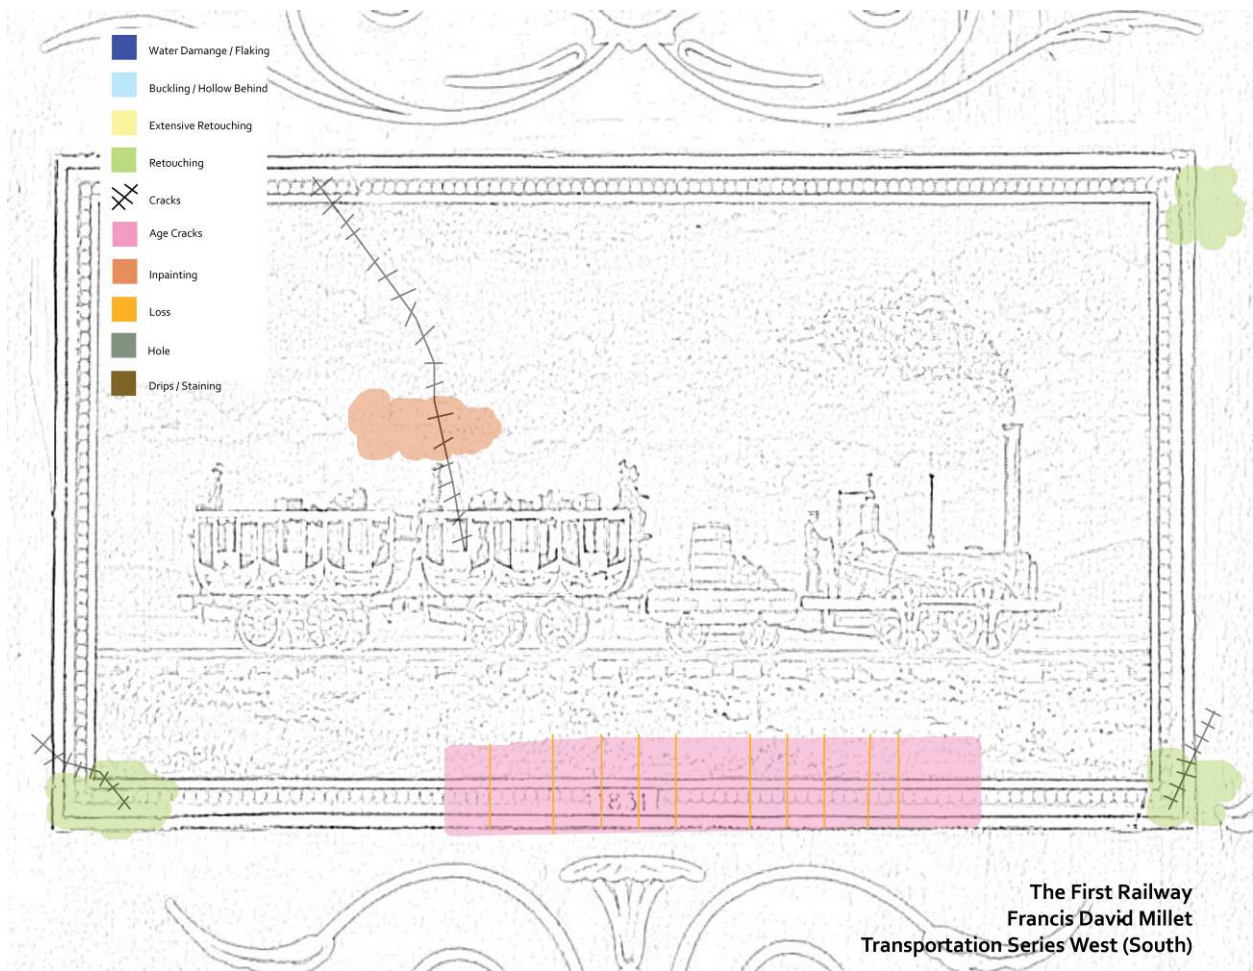 Water Damange / Flaking
Buckling / Hollow Behind
Extensive Retouching
Retouching
Cracks
Age Cracks
Inpainting
Loss
Hole
Drips / Staining
1831
The First Railway
Francis David Millet
Transportation Series West (South)